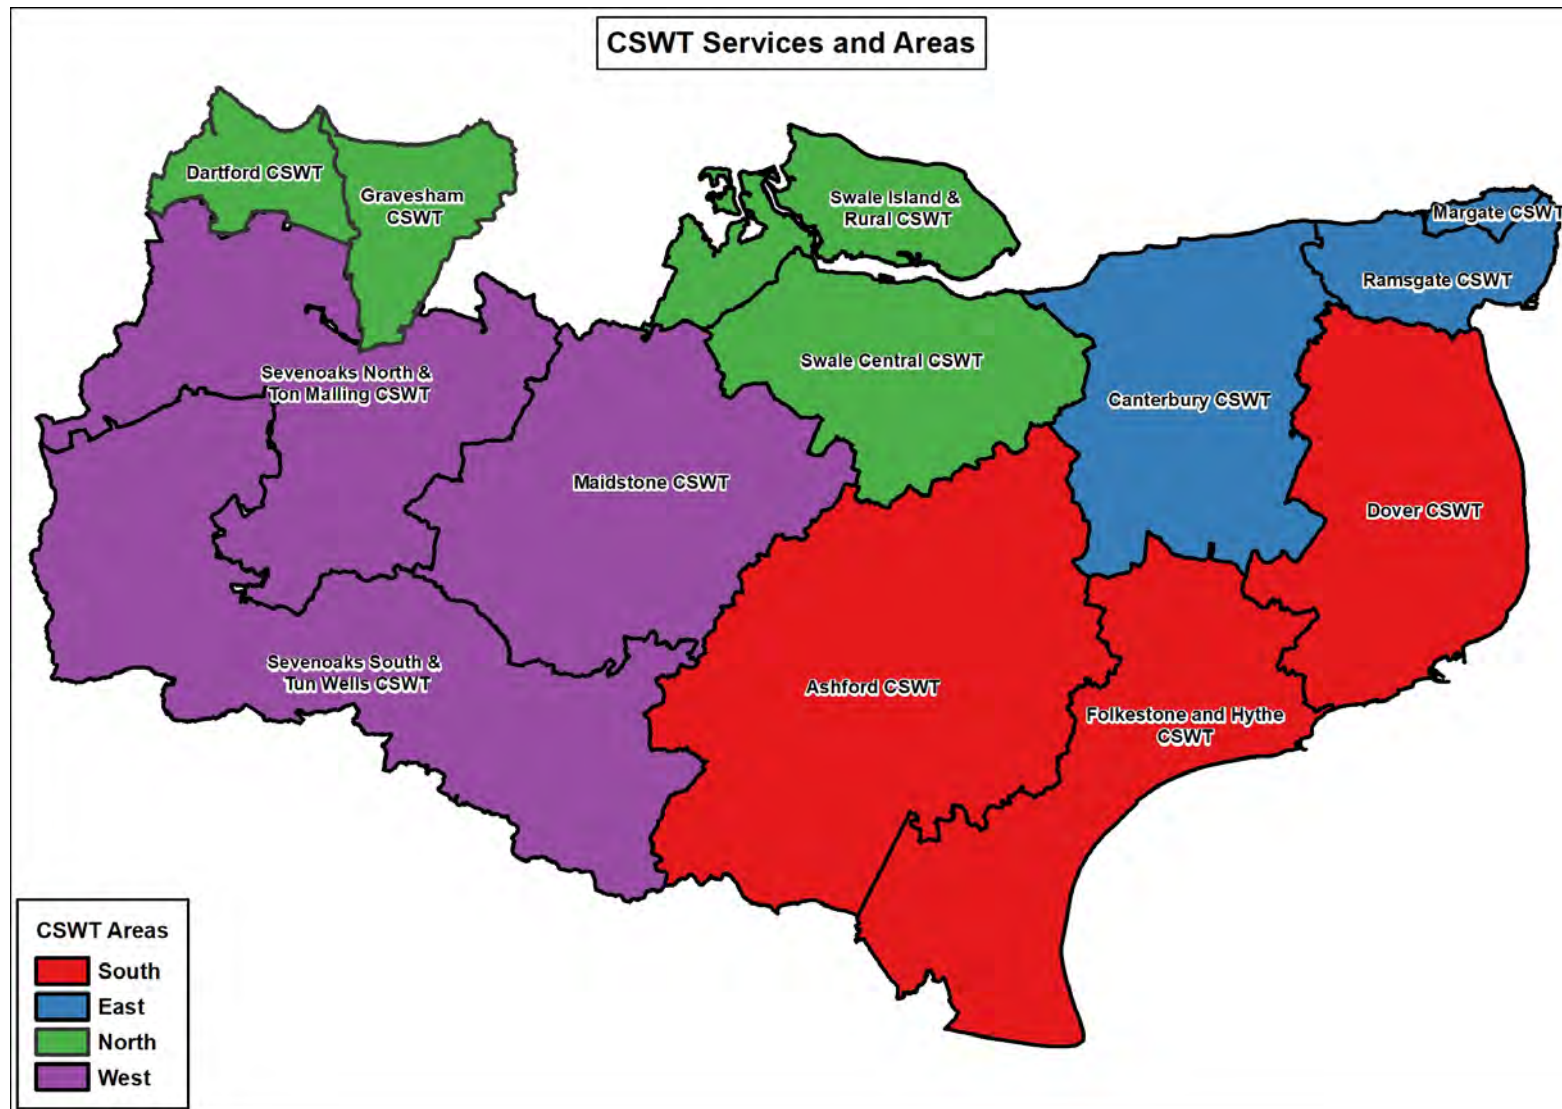 CSWT Services and Areas
Dartford CSWT
Gravesham
CSWT
Swale Island &
Rural CSWT
Margate CSWT
Ramsgate CSWT
Sevenoaks North &
Ton Malling CSWT
Swale Central CSWT
Canterbury CSWT
Maidstone CSWT
Dover CSWT
Sevenoaks South &
Tun Wells CSWT
Ashford CSWT
Folkestone and Hythe
CSWT
CSWT Areas
South
East
North
West